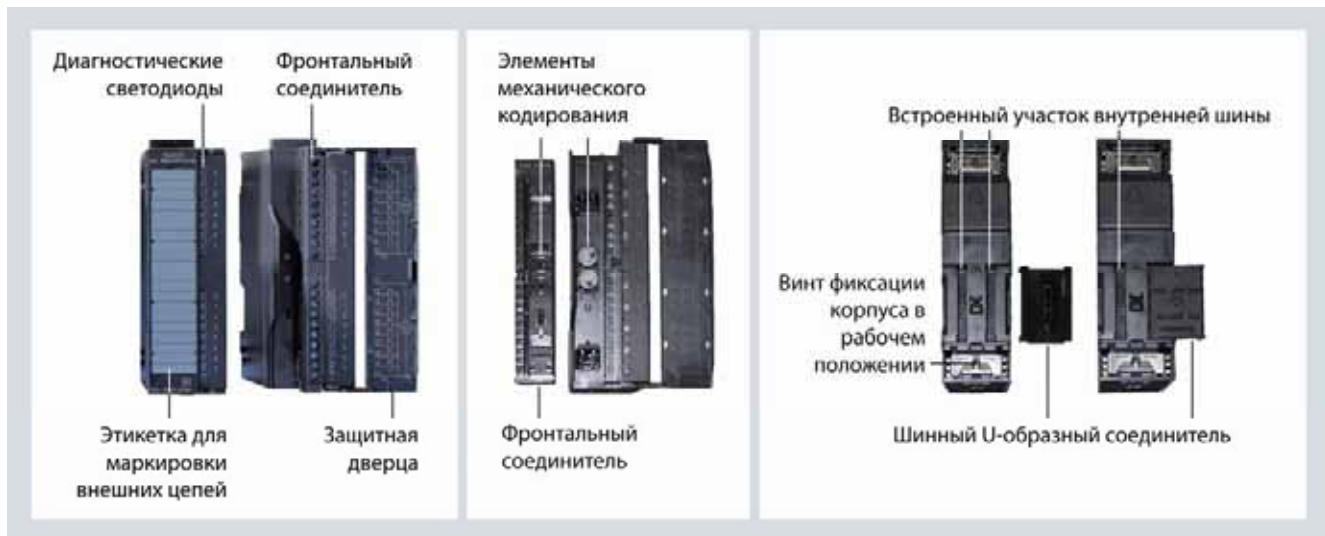 Диагностические
светодиоды
Фронтальный
соединитель
Этикетка для
маркировки
внешних цепей
Защитная
дверца
Элементы
механического
кодирования
Фронтальный
соединитель
Встроенный участок внутренней шины
Винт фиксации
корпуса в
рабочем
положении
Шинный U-образный соединитель